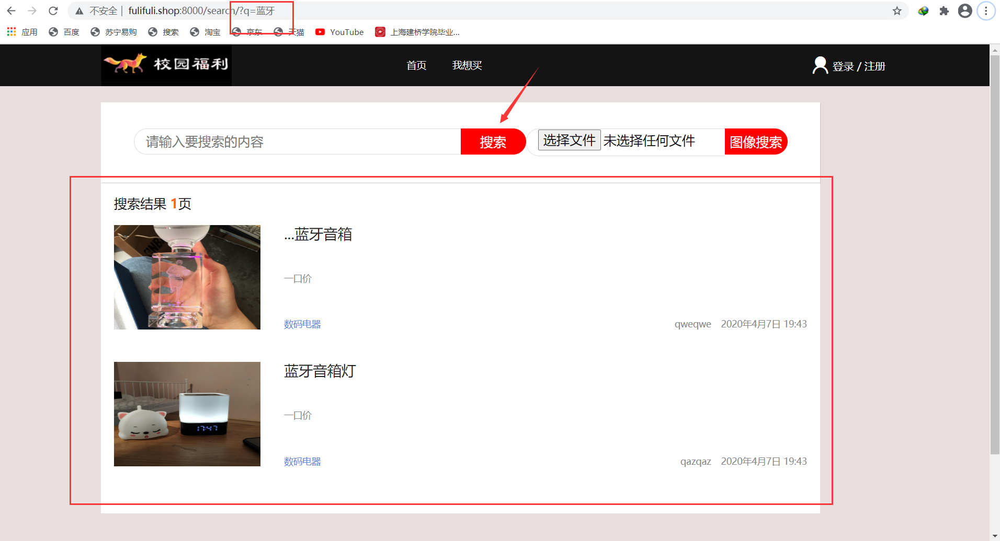 不安全 | fulifuli.shop:8000/search/?q=蓝牙
应用 百度 苏宁易购 搜索 淘宝 京东 天猫 YouTube 上海建桥学院毕业...
校园福利 首页 我想买 登录 / 注册
请输入要搜索的内容 搜索 选择文件 未选择任何文件 图像搜索
搜索结果 1页
...蓝牙音箱
一口价
数码电器 qweqwe 2020年4月7日 19:43
蓝牙音箱灯
17:47
一口价
数码电器 qazqaz 2020年4月7日 19:43